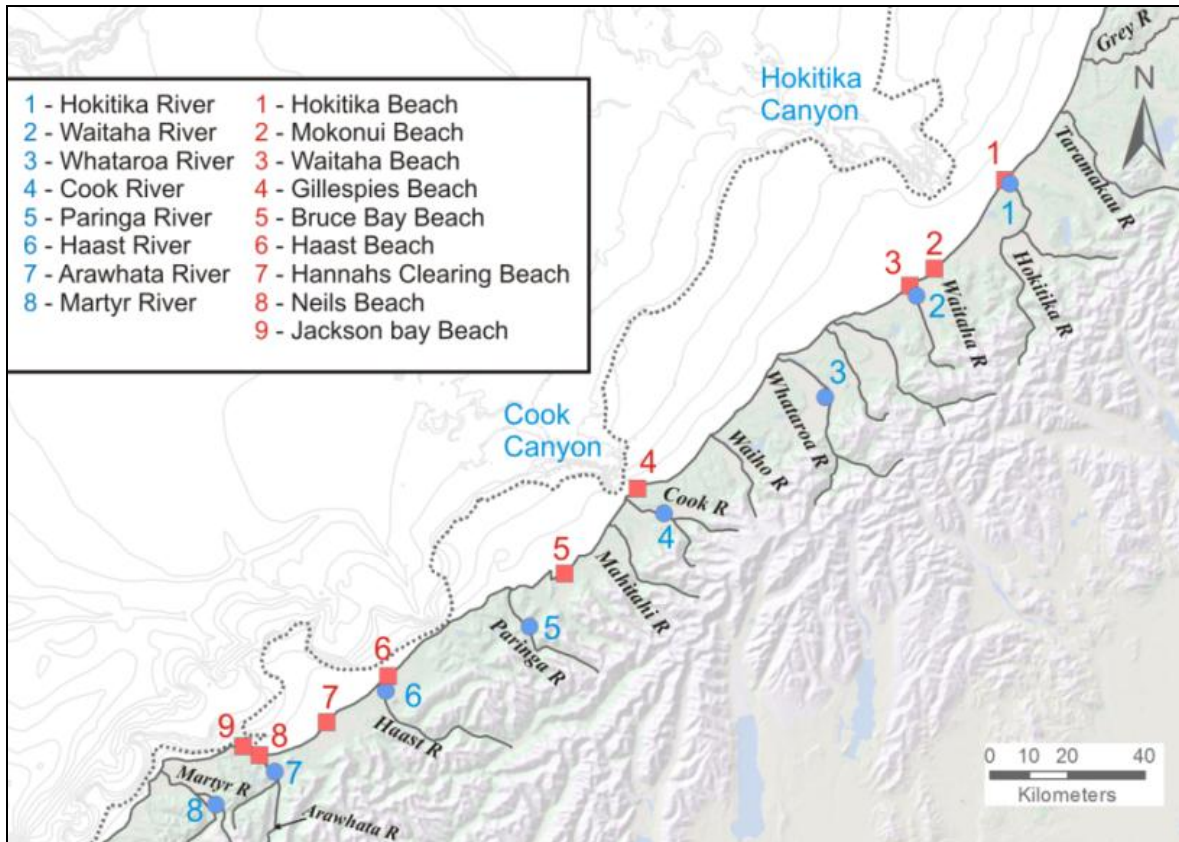 1 - Hokitika River
2 - Waitaha River
3 - Whataroa River
4 - Cook River
5 - Paringa River
6 - Haast River
7 - Arawhata River
8 - Martyr River
1 - Hokitika Beach
2 - Mokonui Beach
3 - Waitaha Beach
4 - Gillespies Beach
5 - Bruce Bay Beach
6 - Haast Beach
7 - Hannahs Clearing Beach
8 - Neils Beach
9 - Jackson bay Beach
Hokitika
Canyon
Cook
Canyon
Grey R
N
Taramakau R
1
1
Hokitika R
2
3
2
Waitaha R
3
Whataroa R
Waiho R
4
Cook R
4
5
Mahitahi R
5
Paringa R
6
6
Haast R
7
9
8
7
Martyr R
8
Arawhata R
0 10 20 40
Kilometers